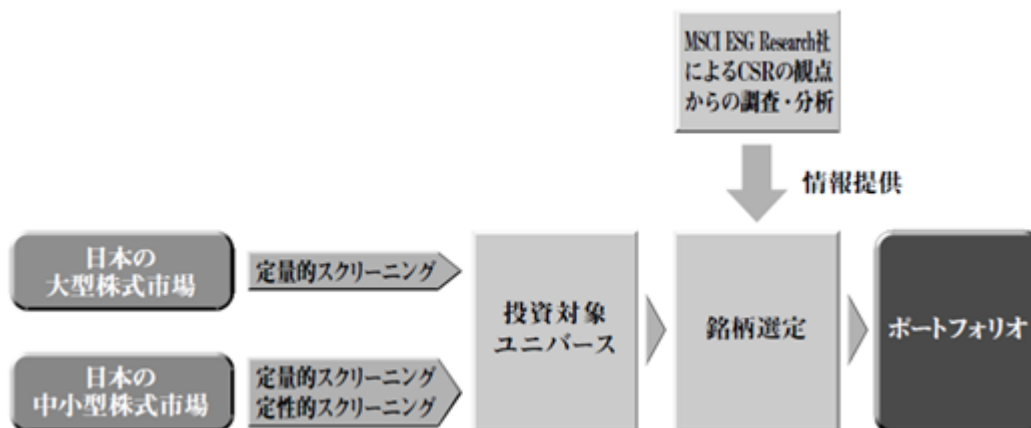 MSCI ESG Research社
によるCSRの観点
からの調査・分析
情報提供
日本の
大型株式市場
定量的スクリーニング
日本の
中小型株式市場
定量的スクリーニング
定性的スクリーニング
投資対象
ユニバース
銘柄選定
ポートフォリオ